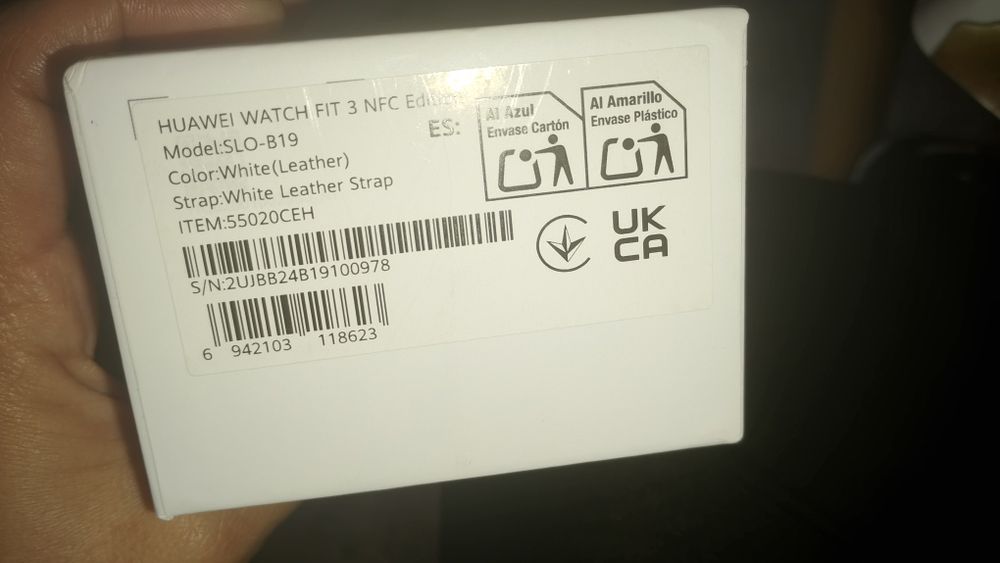 HUAWEI WATCH FIT 3 NFC Edition
Model:SLO-B19
Color:White(Leather)
Strap:White Leather Strap
ITEM:55020CEH
S/N:2UJBB24B19100978
6 942103 118623
ES:
Al Azul
Envase Cartón
Al Amarillo
Envase Plástico
UK
CA